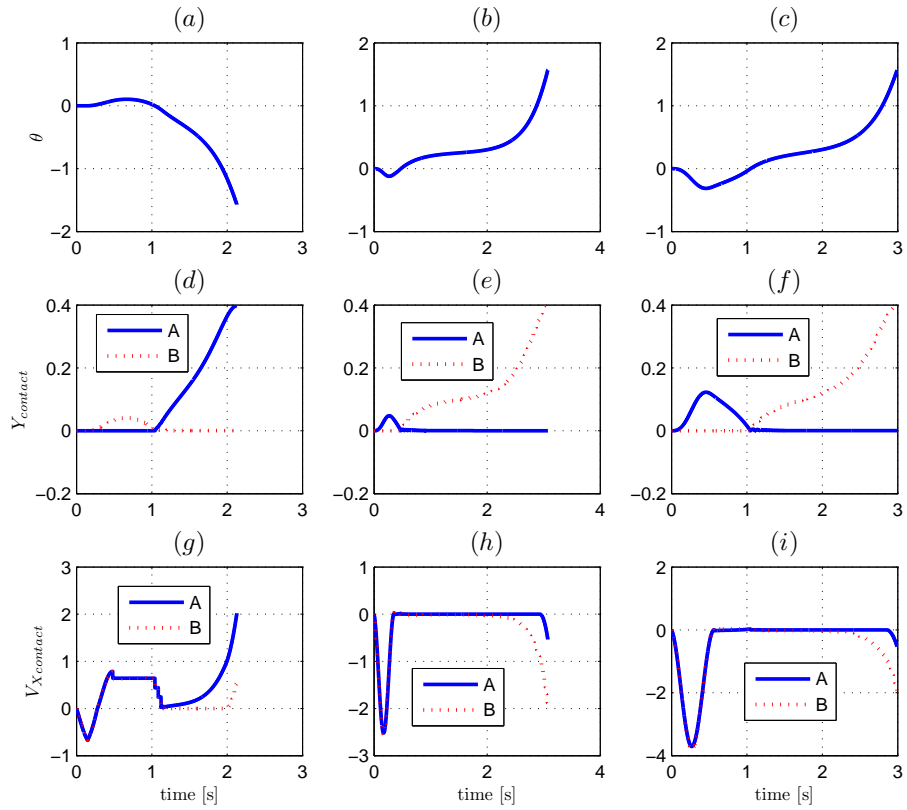 (a) (b) (c)
1 2 2
0 1 1
-1 0 0
-2 -1 -1
θ
0 1 2 3 0 2 4 0 1 2 3
(d) (e) (f)
0.4 0.4 0.4
0.2 0.2 0.2
0 0 0
-0.2 -0.2 -0.2
Y_contact
A A A
B B B
0 1 2 3 0 2 4 0 1 2 3
(g) (h) (i)
3 1 2
2 0 0
1 -1 -2
0 -2 -4
-1 -3
V_Xcontact
A A A
B B B
0 1 2 3 0 2 4 0 1 2 3
time [s] time [s] time [s]